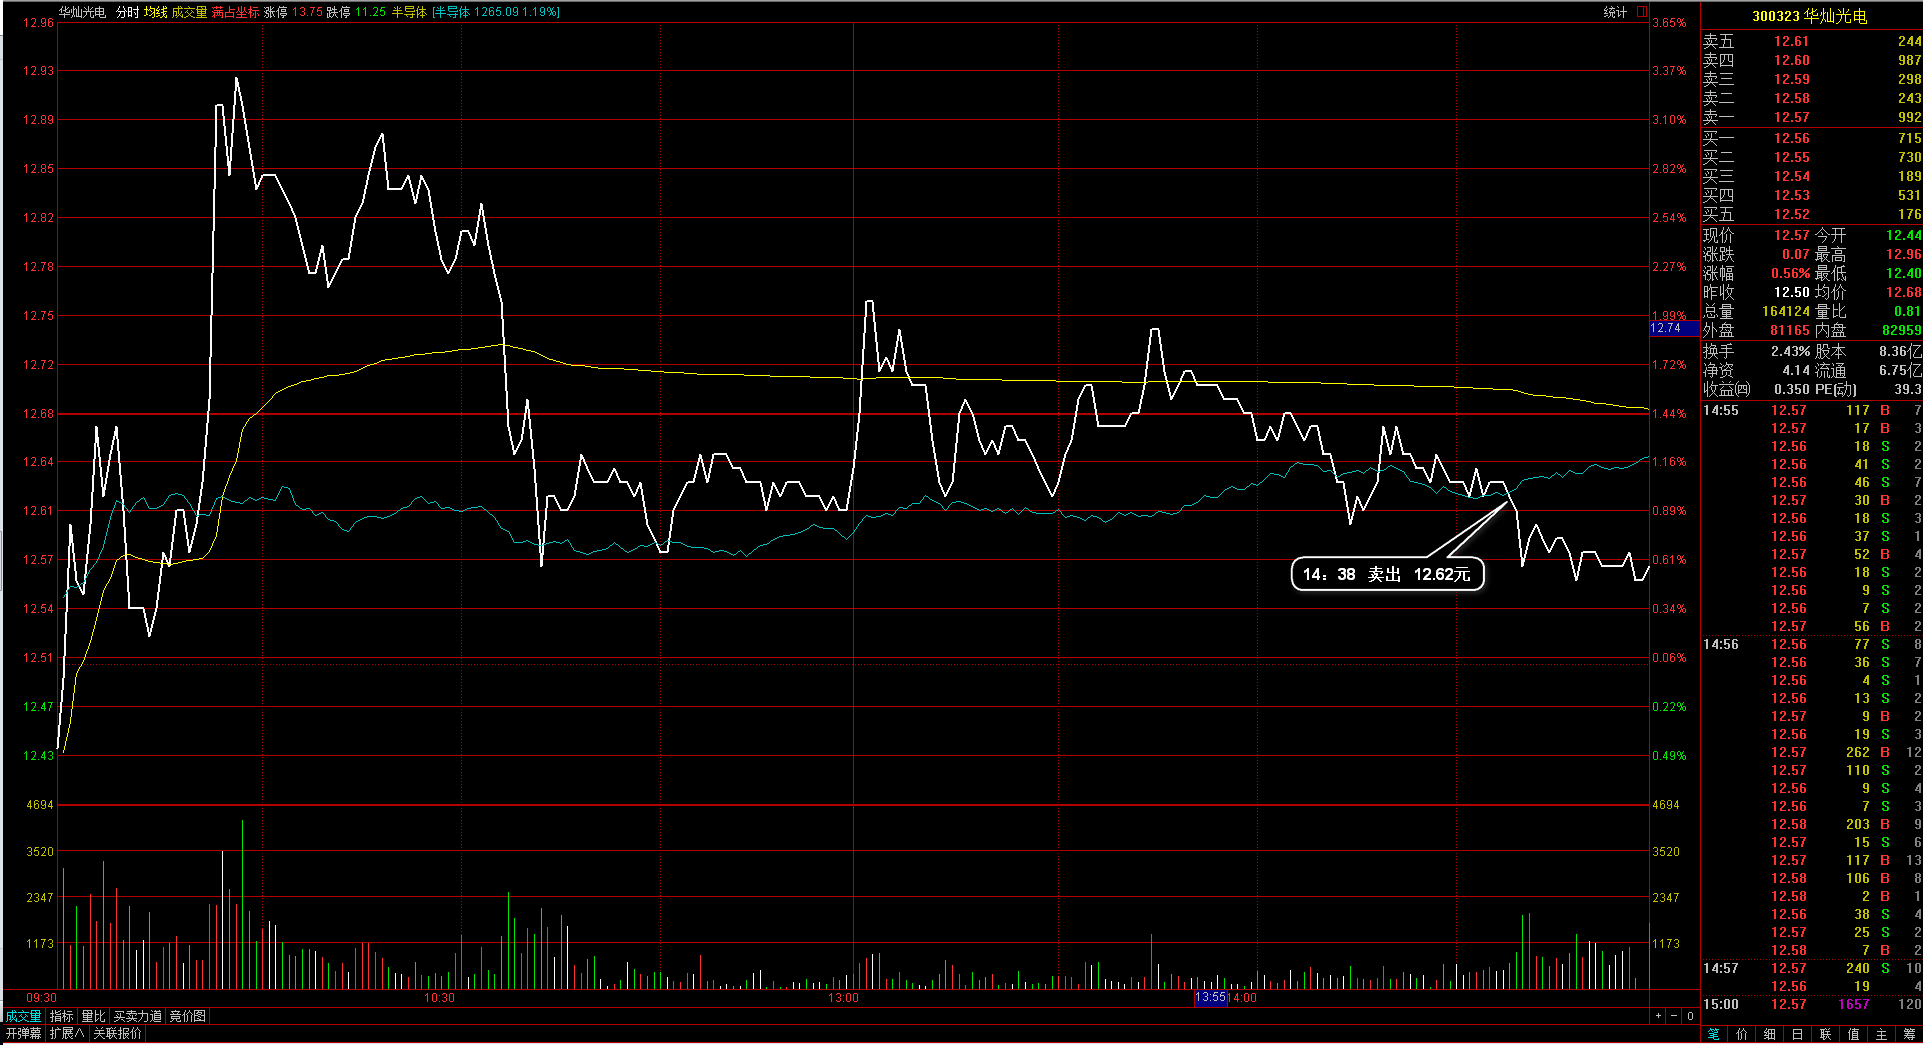 华灿光电 分时 均线 成交量 满占坐标 涨停 13.75 跌停 11.25 半导体 [半导体 1265.09 1.19%] 统计
12.96 3.65%
12.93 3.37%
12.89 3.10%
12.85 2.82%
12.82 2.54%
12.78 2.27%
12.75 1.99%
12.74
12.72 1.72%
12.68 1.44%
12.64 1.16%
12.61 0.89%
12.57 0.61%
14：38 卖出 12.62元
12.54 0.34%
12.51 0.06%
12.47 0.22%
12.43 0.49%
4694 4694
3520 3520
2347 2347
1173 1173
09:30 10:30 13:00 13:55 14:00
成交量 指标 量比 买卖力道 竞价图 + - 0
开弹幕 扩展∧ 关联报价
300323 华灿光电
卖五 12.61 244
卖四 12.60 987
卖三 12.59 298
卖二 12.58 243
卖一 12.57 992
买一 12.56 715
买二 12.55 730
买三 12.54 189
买四 12.53 531
买五 12.52 176
现价 12.57 今开 12.44
涨跌 0.07 最高 12.96
涨幅 0.56% 最低 12.40
昨收 12.50 均价 12.68
总量 164124 量比 0.81
外盘 81165 内盘 82959
换手 2.43% 股本 8.36亿
净资 4.14 流通 6.75亿
收益㈣ 0.350 PE(动) 39.3
14:55 12.57 117 B 7
12.57 17 B 3
12.56 18 S 2
12.56 41 S 2
12.56 46 S 7
12.57 30 B 2
12.56 18 S 3
12.56 37 S 1
12.57 52 B 4
12.56 18 S 2
12.56 9 S 2
12.56 7 S 2
12.57 56 B 2
14:56 12.56 77 S 8
12.56 36 S 7
12.56 4 S 1
12.56 13 S 2
12.57 9 B 2
12.56 19 S 3
12.57 262 B 12
12.57 110 S 2
12.56 9 S 4
12.56 7 S 3
12.58 203 B 9
12.57 15 S 6
12.57 117 B 13
12.58 106 B 8
12.58 2 B 1
12.56 38 S 4
12.57 25 S 2
12.58 7 B 2
14:57 12.57 240 S 10
12.56 19 4
15:00 12.57 1657 120
笔 价 细 日 联 值 主 筹